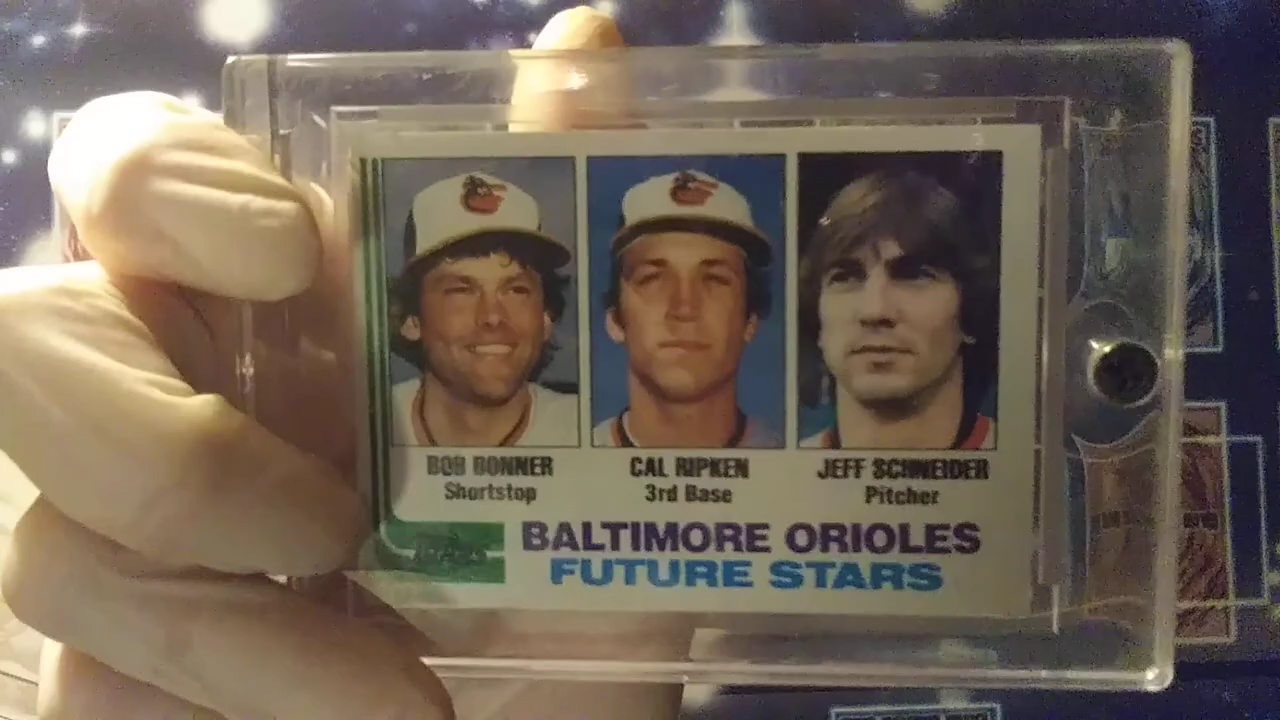 BOB BONNER
Shortstop
CAL RIPKEN
3rd Base
JEFF SCHNEIDER
Pitcher
BALTIMORE ORIOLES
FUTURE STARS